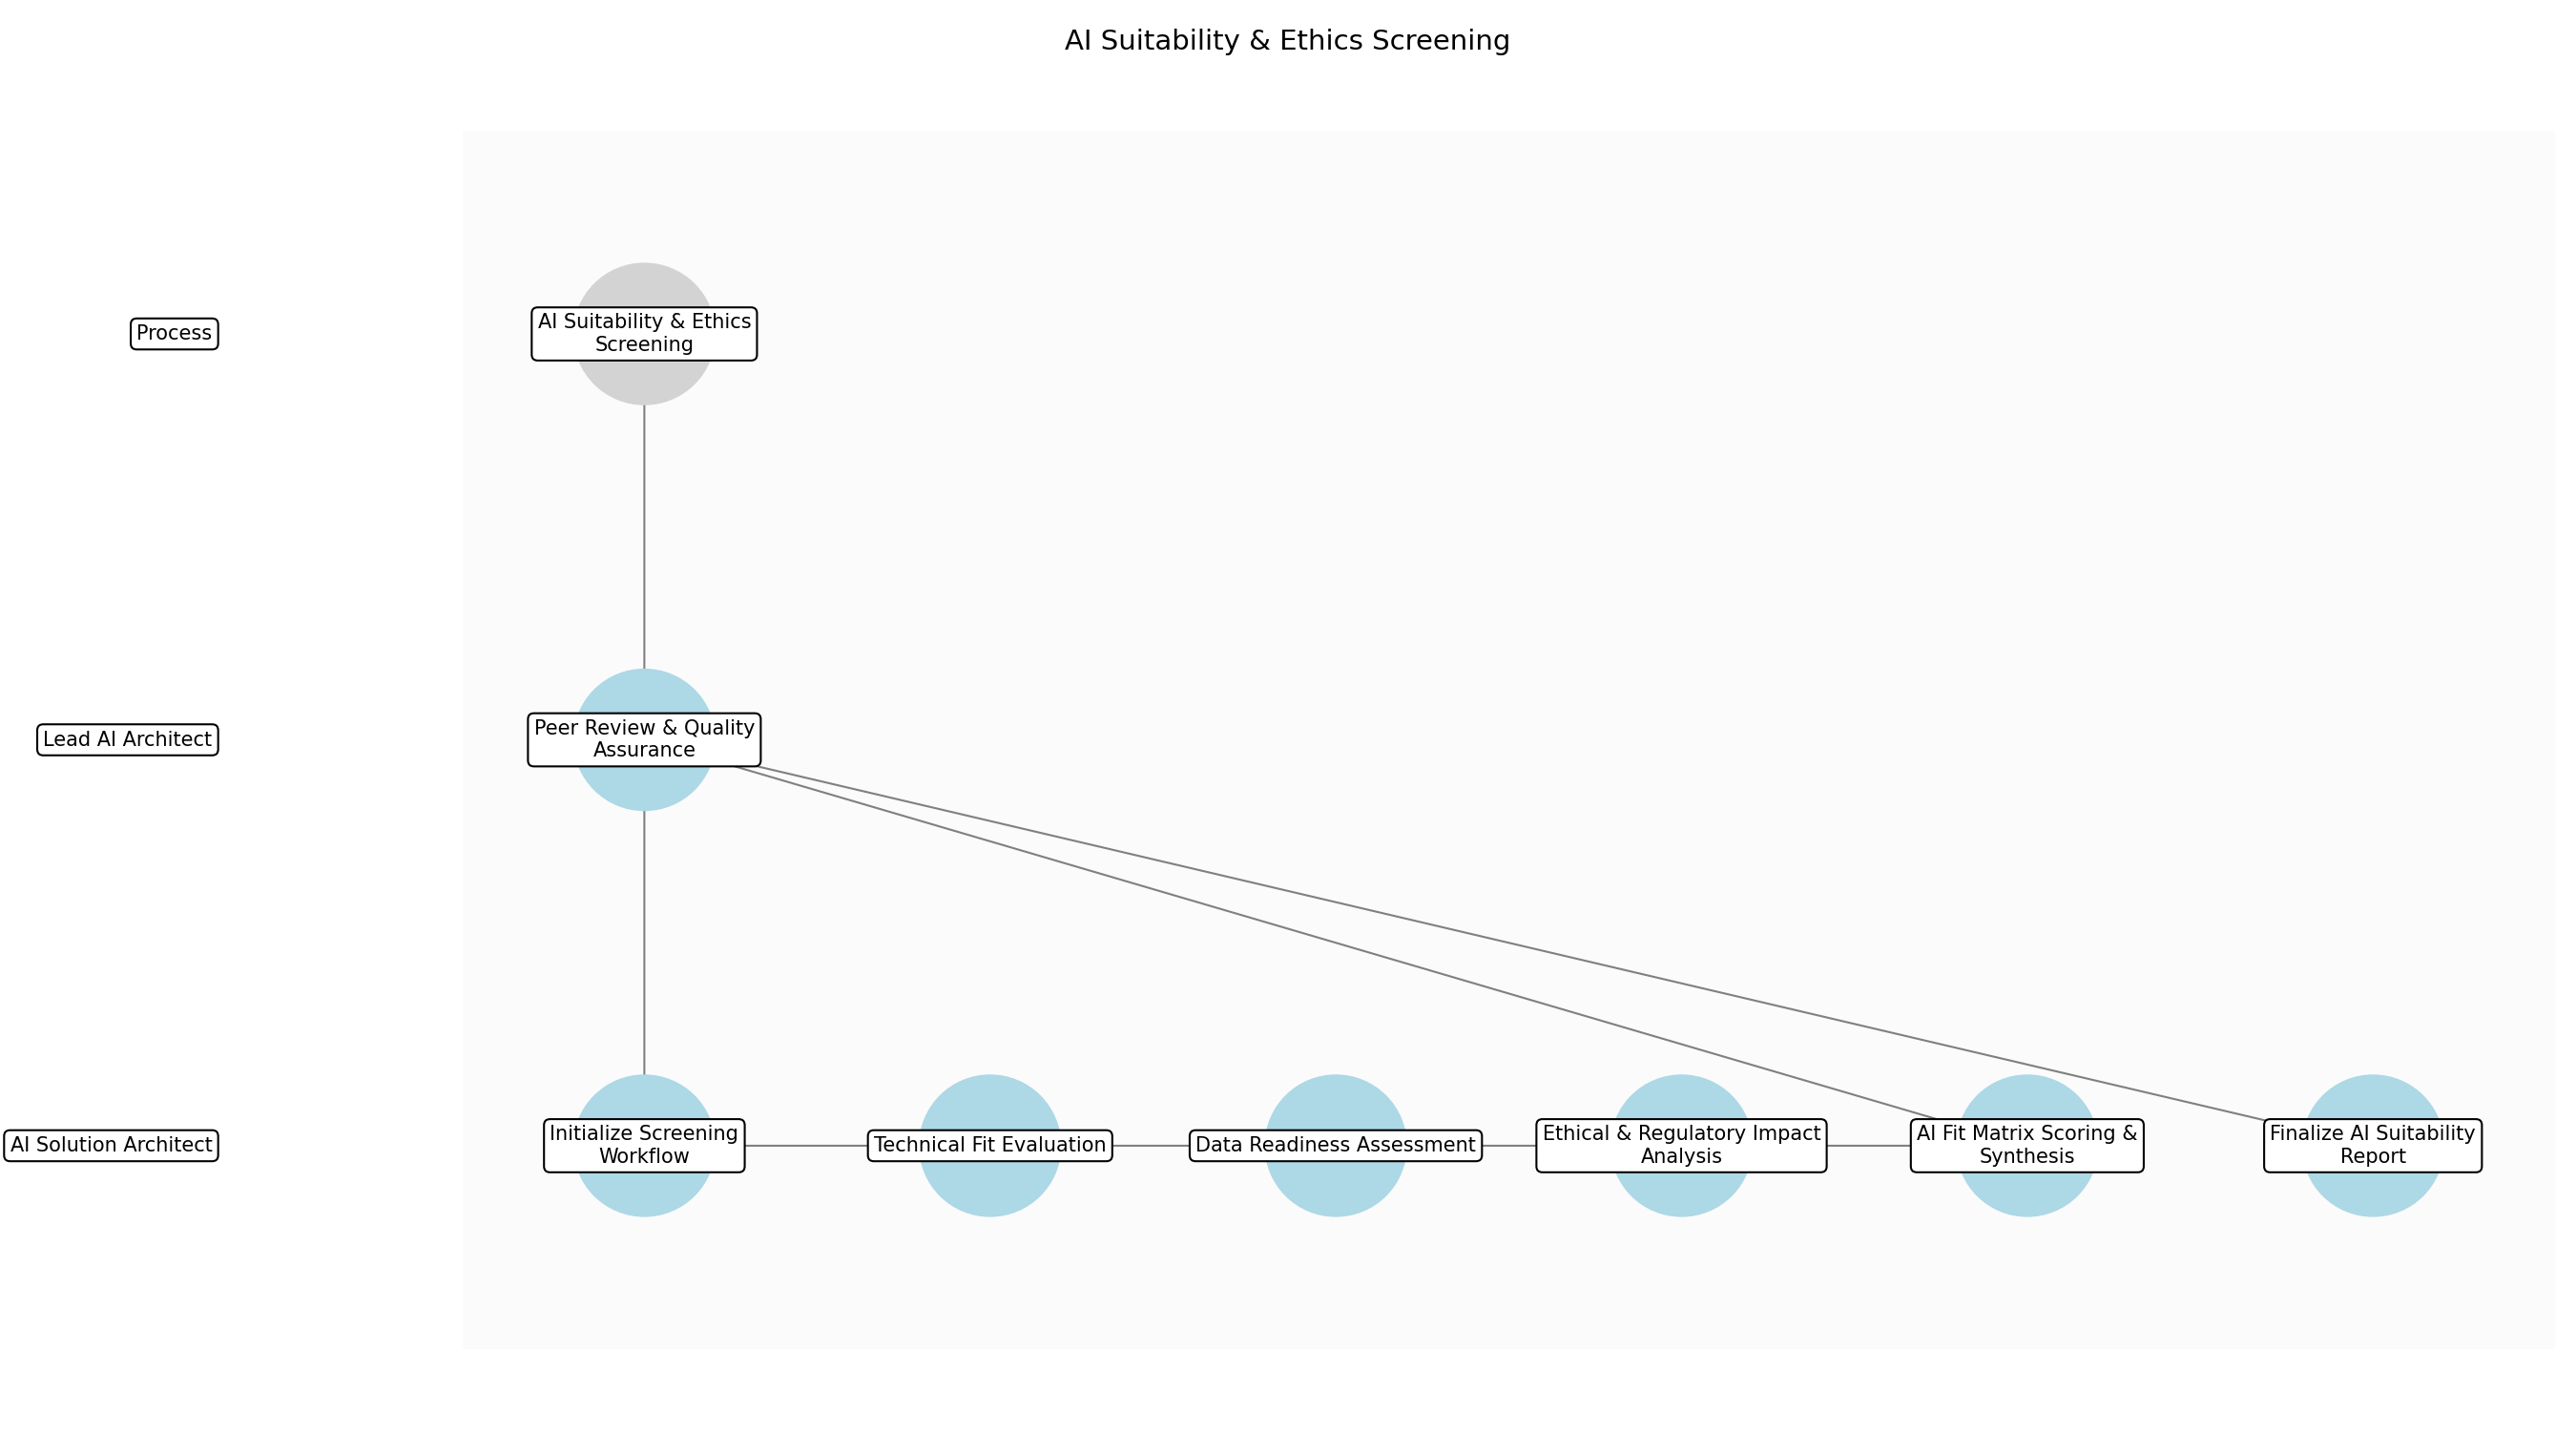 AI Suitability & Ethics Screening
Process
AI Suitability & Ethics
Screening
Lead AI Architect
Peer Review & Quality
Assurance
AI Solution Architect
Initialize Screening
Workflow
Technical Fit Evaluation
Data Readiness Assessment
Ethical & Regulatory Impact
Analysis
AI Fit Matrix Scoring &
Synthesis
Finalize AI Suitability
Report